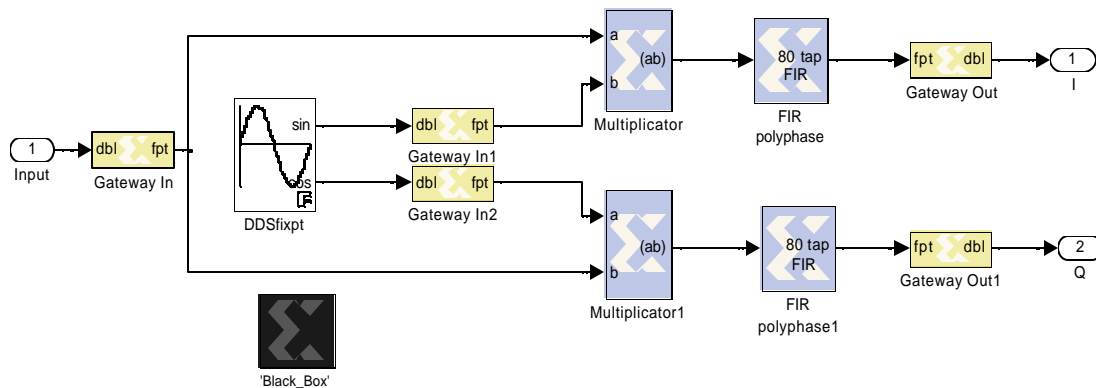 a
(ab)
b
Multiplicator
80 tap
FIR
FIR
polyphase
fpt dbl
Gateway Out
1
I
1
Input
dbl fpt
Gateway In
sin
cos
F
DDSfixpt
dbl fpt
Gateway In1
dbl fpt
Gateway In2
a
(ab)
b
Multiplicator1
80 tap
FIR
FIR
polyphase1
fpt dbl
Gateway Out1
2
Q
'Black_Box'